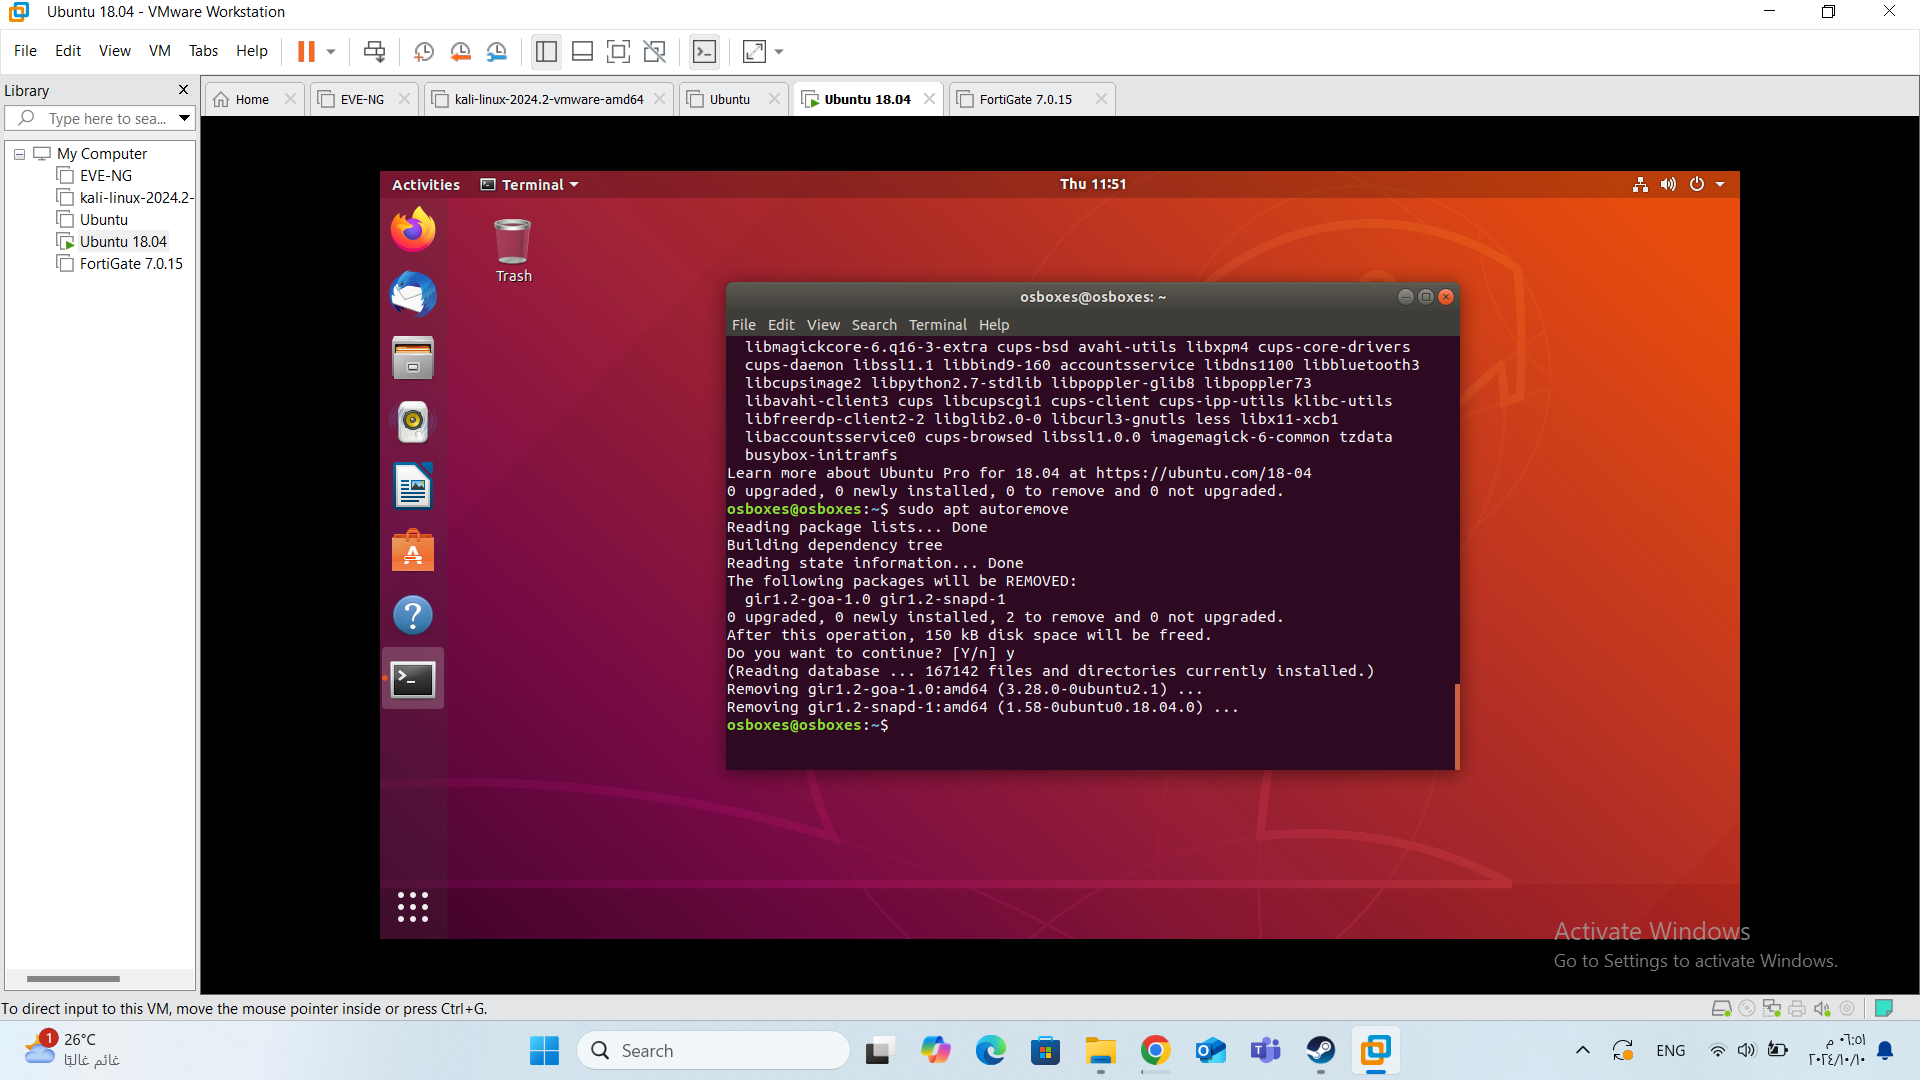 Ubuntu 18.04 - VMware Workstation
File Edit View VM Tabs Help
Library
Type here to sea...
Home
EVE-NG
kali-linux-2024.2-vmware-amd64
Ubuntu
Ubuntu 18.04
FortiGate 7.0.15
My Computer
EVE-NG
kali-linux-2024.2-
Ubuntu
Ubuntu 18.04
FortiGate 7.0.15
Activities Terminal Thu 11:51
Trash
osboxes@osboxes: ~
File Edit View Search Terminal Help
libmagickcore-6.q16-3-extra cups-bsd avahi-utils libxpm4 cups-core-drivers
cups-daemon libssl1.1 libbind9-160 accountsservice libdns1100 libbluetooth3
libcupsimage2 libpython2.7-stdlib libpoppler-glib8 libpoppler73
libavahi-client3 cups libcupscgi1 cups-client cups-ipp-utils klibc-utils
libfreerdp-client2-2 libglib2.0-0 libcurl3-gnutls less libx11-xcb1
libaccountsservice0 cups-browsed libssl1.0.0 imagemagick-6-common tzdata
busybox-initramfs
Learn more about Ubuntu Pro for 18.04 at https://ubuntu.com/18-04
0 upgraded, 0 newly installed, 0 to remove and 0 not upgraded.
osboxes@osboxes:~$ sudo apt autoremove
Reading package lists... Done
Building dependency tree
Reading state information... Done
The following packages will be REMOVED:
gir1.2-goa-1.0 gir1.2-snapd-1
0 upgraded, 0 newly installed, 2 to remove and 0 not upgraded.
After this operation, 150 kB disk space will be freed.
Do you want to continue? [Y/n] y
(Reading database ... 167142 files and directories currently installed.)
Removing gir1.2-goa-1.0:amd64 (3.28.0-0ubuntu2.1) ...
Removing gir1.2-snapd-1:amd64 (1.58-0ubuntu0.18.04.0) ...
osboxes@osboxes:~$
Activate Windows
Go to Settings to activate Windows.
To direct input to this VM, move the mouse pointer inside or press Ctrl+G.
1
26°C
غائم غالبًا
Search
ENG
٠٦:٥١ م
٢٠٢٤/١٠/١٠